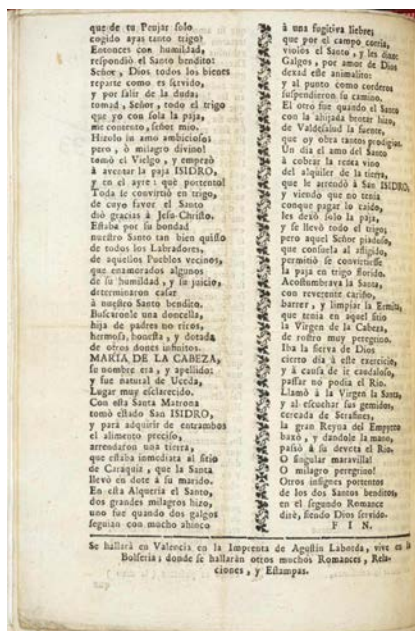 que de tu Peujar solo
cogido ayas tanto trigo?
Entonces con humildad,
respondiò el Santo bendito:
Señor, Dios todos los bienes
reparte como es servido,
y por salir de la duda;
tomad, Señor, todo el trigo
que yo con sola la paja,
me contento, señor mio.
Hizolo su amo ambicioso;
pero, ò milagro divino!
tomò el Vielgo, y empezò
à aventar la paja ISIDRO,
y en el ayre: què portento!
Toda se convirtiò en trigo,
de cuyo favor el Santo
diò gracias à Jesu-Christo.
Estaba por su bondad
nuestro Santo tan bien quisto
de todos los Labradores,
de aquellos Pueblos vecinos,
que enamorados algunos
de su humildad, y su juicio,
determinaron casar
à nuestro Santo bendito.
Buscaronle una doncella,
hija de padres no ricos,
hermosa, honesta, y dotada
de otros dones infinitos.
MARIA DE LA CABEZA,
su nombre era, y apellido:
y fue natural de Uceda,
Lugar muy esclarecido.
Con esta Santa Matrona
tomò estado San ISIDRO,
y para adquirir de entrambos
el alimento preciso,
arrendaron una tierra,
que estaba inmediata al sitio
de Caraquia, que la Santa
llevò en dote à su marido.
En esta Alqueria el Santo,
dos grandes milagros hizo,
uno fue quando dos galgos
seguian con mucho ahinco
à una fugitiva liebre;
que por el campo corria,
violos el Santo, y les dixo:
Galgos, por amor de Dios
dexad este animalito:
y al punto como corderos
suspendieron su camino.
El otro fue quando el Santo
con la ahijada brotar hizo,
de Valdesalud la fuente,
que oy obra tantos prodigios.
Un dia el amo del Santo
à cobrar la renta vino
del alquiler de la tierra,
que le arrendò à San ISIDRO,
y viendo que no tenia
conque pagar lo caido,
les dexò solo la paja,
y se llevò todo el trigo;
pero aquel Señor piadoso,
que consuela al afligido,
permitiò se convirtiesse
la paja en trigo florido.
Acostumbrava la Santa,
con reverente cariño,
barrer, y limpiar la Ermita,
que tenia en aquel sitio
la Virgen de la Cabeza,
de rostro muy peregrino.
Iba la sierva de Dios
cierto dia à este exercicio,
y à causa de ir caudaloso,
passar no podia el Rio.
Llamò à la Virgen la Santa,
y al escuchar sus gemidos,
cercada de Serafines,
la gran Reyna del Empyreo
baxò, y dandole la mano,
passò à su devota el Rio.
O singular maravilla!
O milagro peregrino!
Otros insignes portentos
de los dos Santos benditos,
en el segundo Romance
dirè, siendo Dios servido.
F I N.
Se hallarà en Valencia en la Imprenta de Agustin Laborda, vive en la
Bolseria; donde se hallaràn otros muchos Romances, Rela-
ciones, y Estampas.